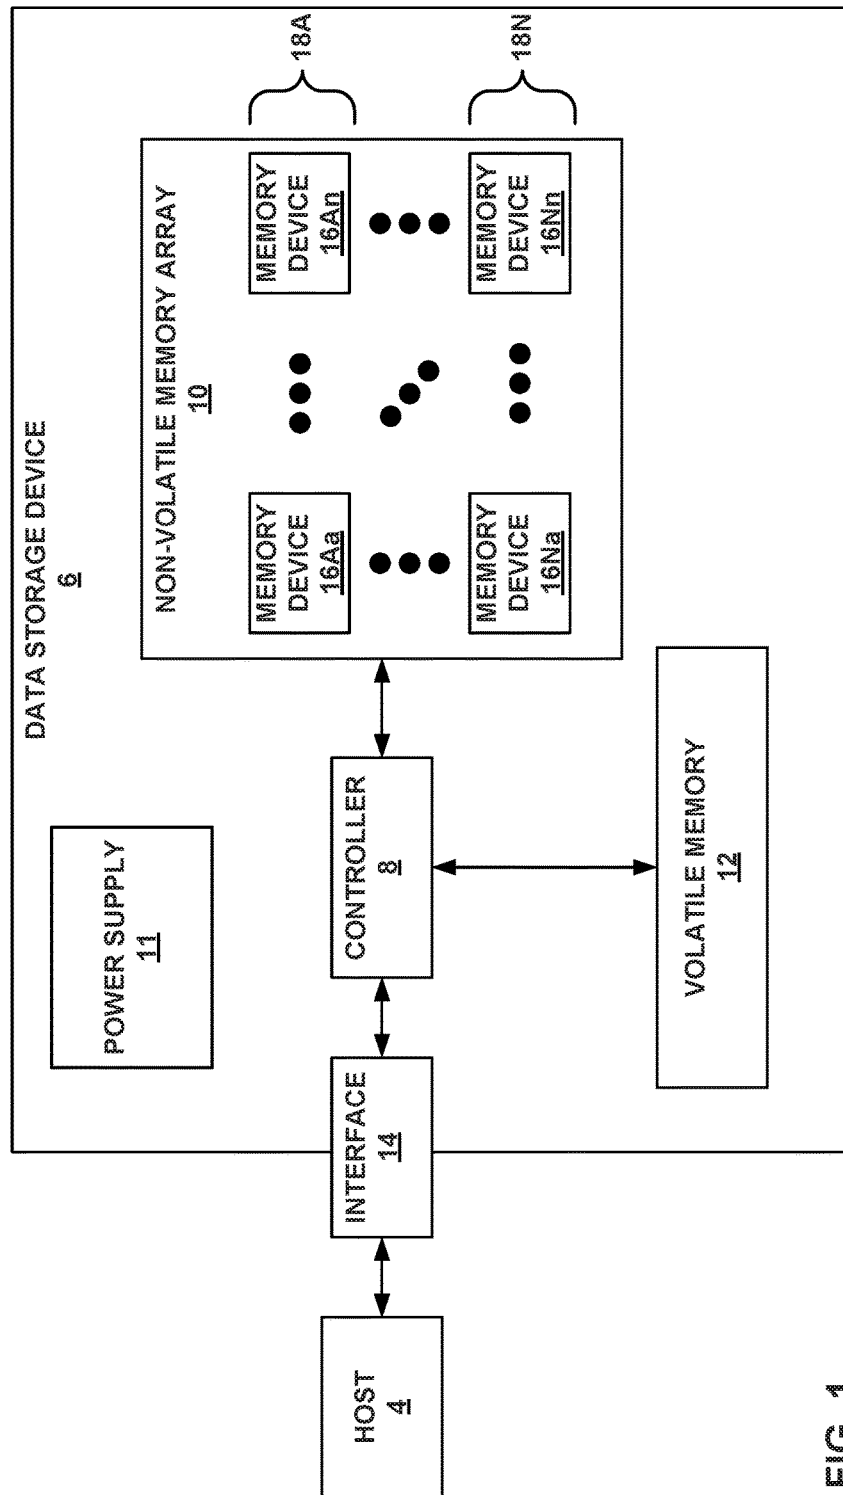 DATA STORAGE DEVICE
6
POWER SUPPLY
11
NON-VOLATILE MEMORY ARRAY
10
MEMORY
DEVICE
16Aa
MEMORY
DEVICE
16An
18A
HOST
4
INTERFACE
14
CONTROLLER
8
MEMORY
DEVICE
16Na
MEMORY
DEVICE
16Nn
18N
VOLATILE MEMORY
12
FIG. 1